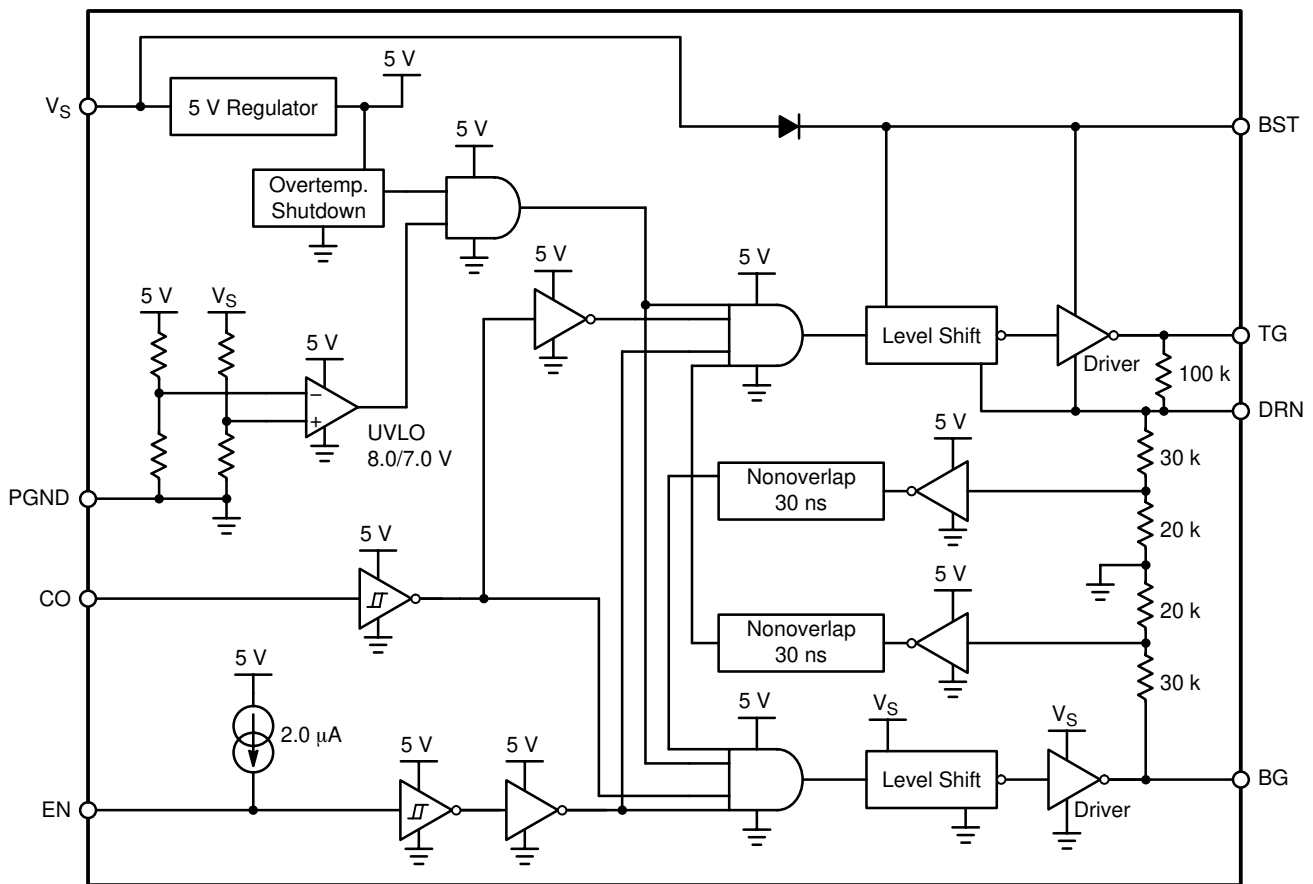 5 V
V_S
5 V Regulator
5 V
BST
Overtemp.
Shutdown
5 V
5 V
TG
5 V
V_S
5 V
Level Shift
Driver
100 k
DRN
−
+
UVLO
8.0/7.0 V
5 V
30 k
Nonoverlap
30 ns
PGND
20 k
5 V
5 V
CO
20 k
Nonoverlap
30 ns
5 V
30 k
5 V
V_S
V_S
2.0 μA
5 V
5 V
Level Shift
BG
EN
Driver